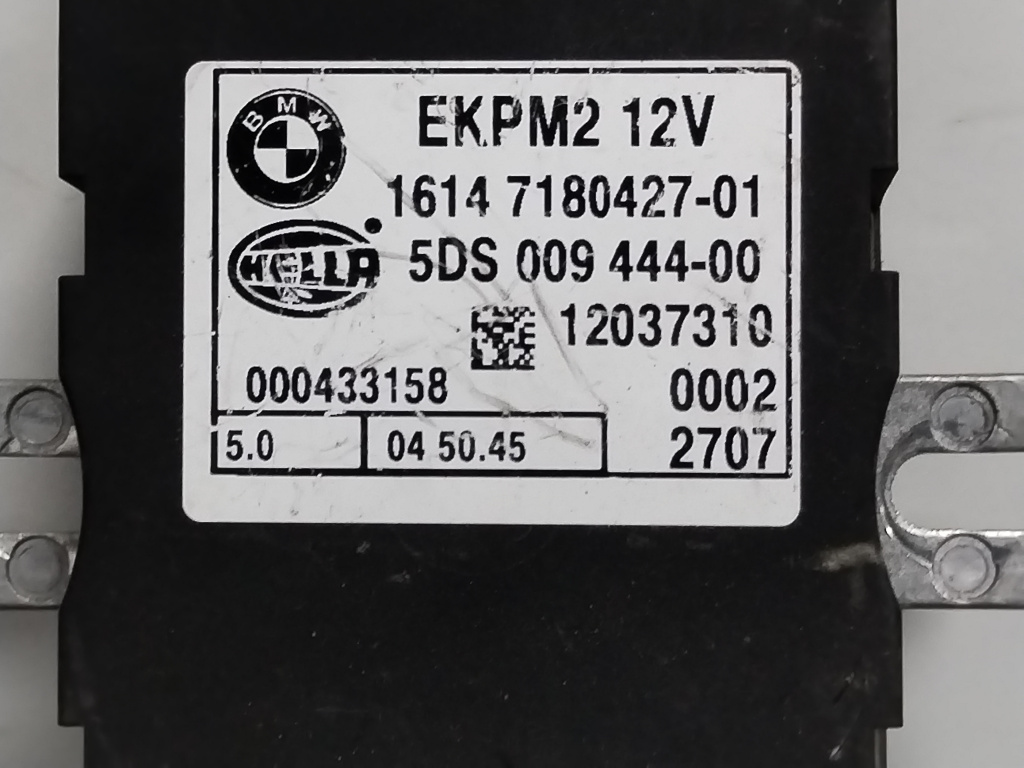 BMW
EKPM2 12V
1614 7180427-01
HELLA
5DS 009 444-00
12037310
000433158
0002
5.0
04 50.45
2707